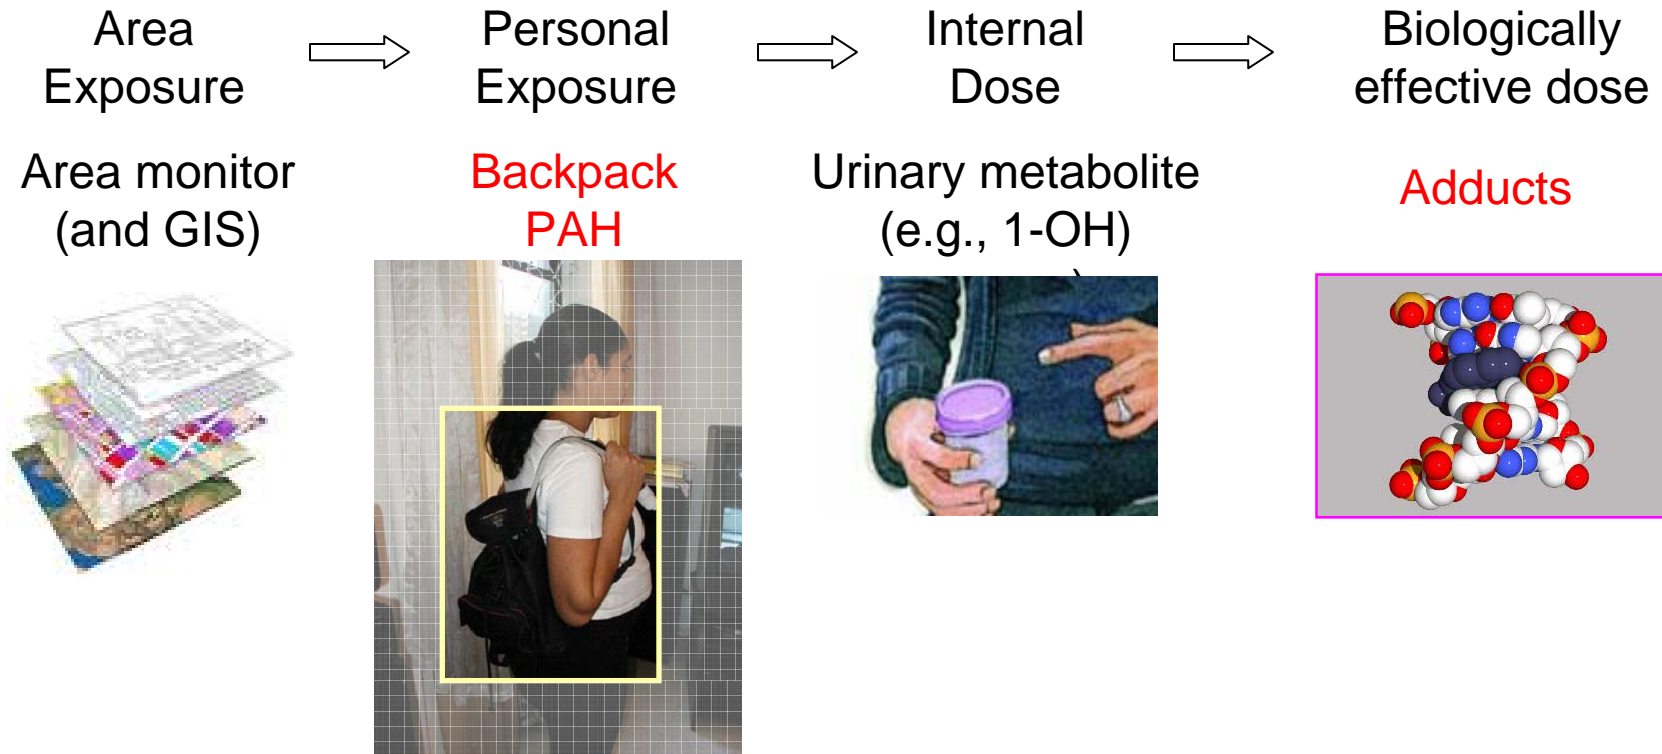 Area
Exposure
Personal
Exposure
Internal
Dose
Biologically
effective dose
Area monitor
(and GIS)
Backpack
PAH
Urinary metabolite
(e.g., 1-OH)
Adducts